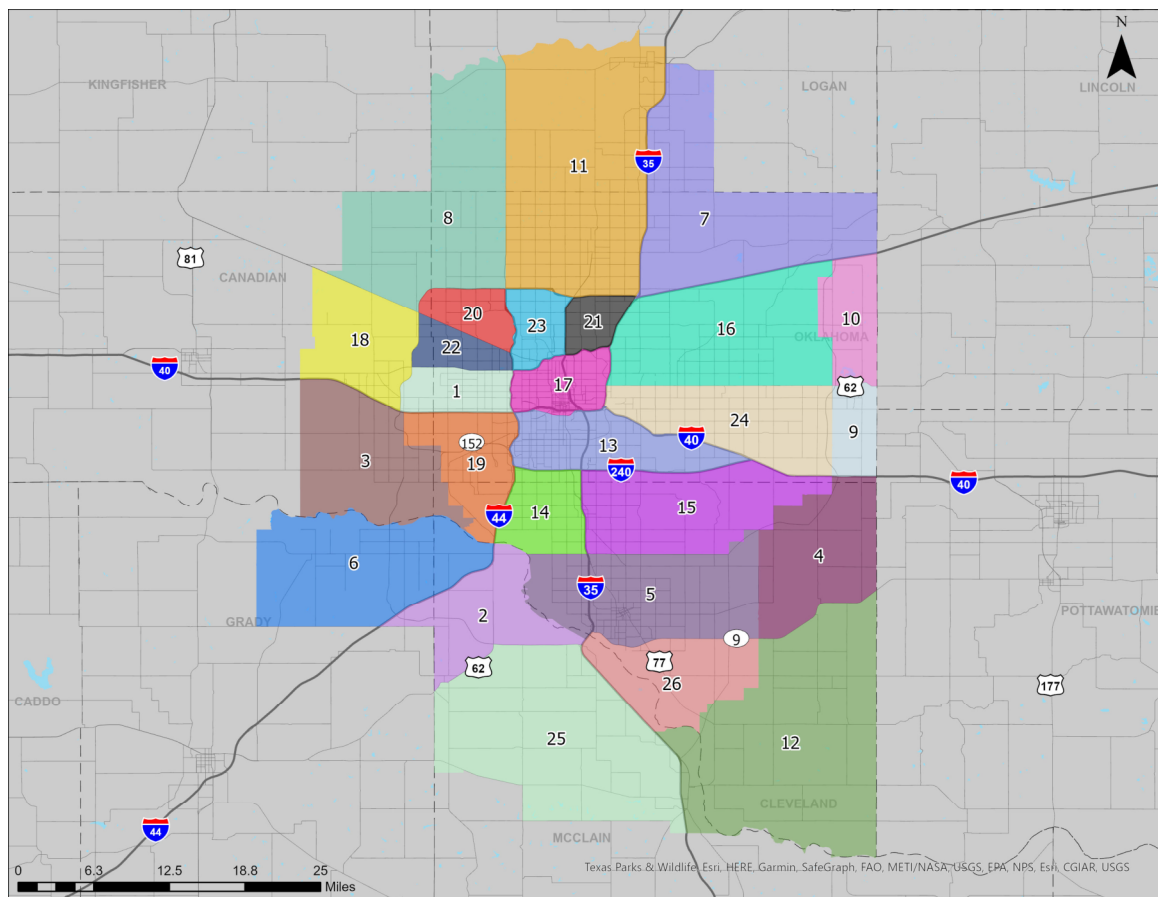 N
KINGFISHER
LOGAN
LINCOLN
35
11
8
7
81
CANADIAN
20
23
21
16
10
OKLAHOMA
18
22
40
17
62
1
24
9
152
13
40
3
19
240
40
44
14
15
4
6
35
5
2
GRADY
POTTAWATOMIE
9
77
62
26
177
CADDO
25
12
CLEVELAND
44
MCCLAIN
0 6.3 12.5 18.8 25
Miles
Texas Parks & Wildlife, Esri, HERE, Garmin, SafeGraph, FAO, METI/NASA, USGS, EPA, NPS, Esri, CGIAR, USGS